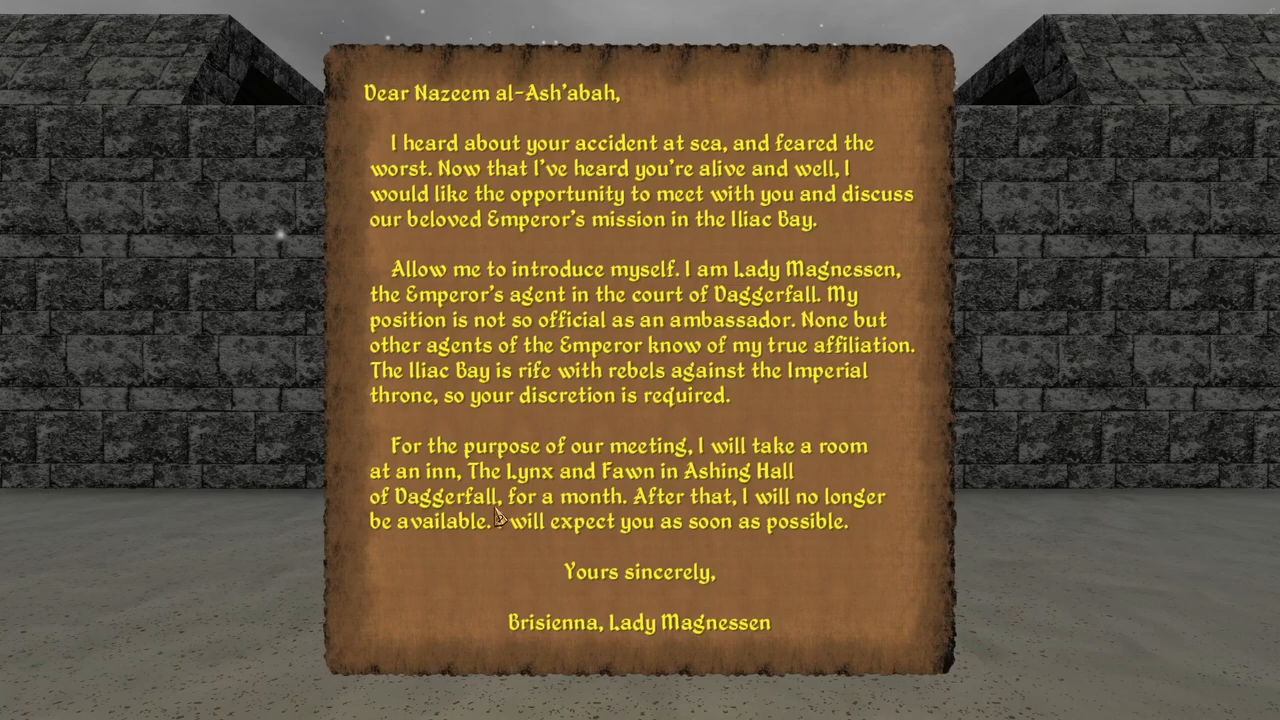 Dear Nazeem al-Ash'abah,
I heard about your accident at sea, and feared the
worst. Now that I've heard you're alive and well, I
would like the opportunity to meet with you and discuss
our beloved Emperor's mission in the Iliac Bay.
Allow me to introduce myself. I am Lady Magnessen,
the Emperor's agent in the court of Daggerfall. My
position is not so official as an ambassador. None but
other agents of the Emperor know of my true affiliation.
The Iliac Bay is rife with rebels against the Imperial
throne, so your discretion is required.
For the purpose of our meeting, I will take a room
at an inn, The Lynx and Fawn in Ashing Hall
of Daggerfall, for a month. After that, I will no longer
be available. I will expect you as soon as possible.
Yours sincerely,
Brisienna, Lady Magnessen